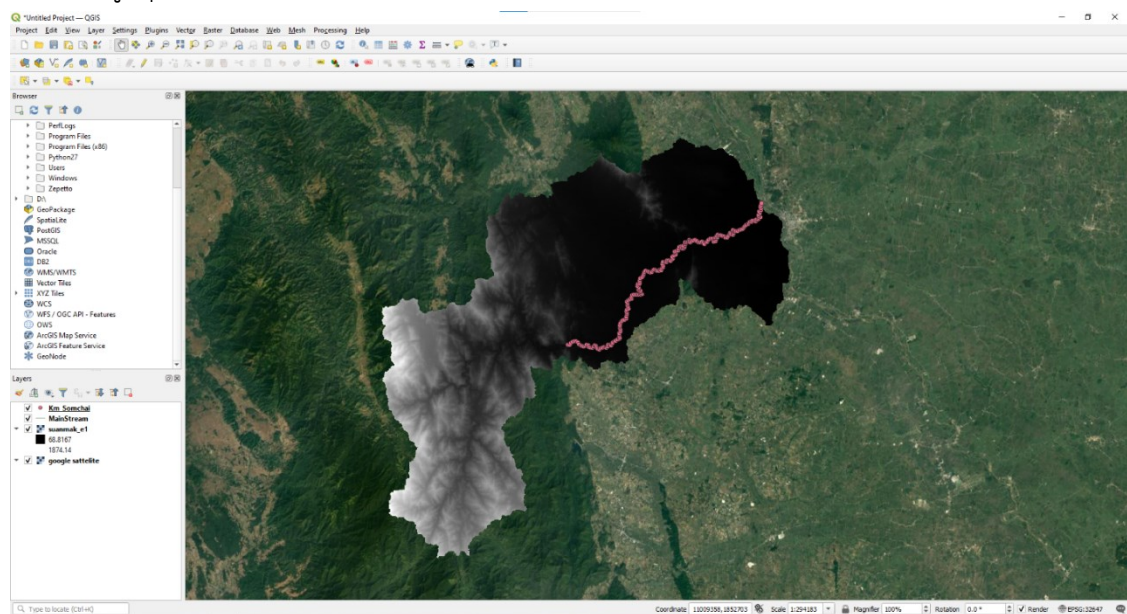 *Untitled Project — QGIS
Project Edit View Layer Settings Plugins Vector Raster Database Web Mesh Processing Help
Browser
PerfLogs
Program Files
Program Files (x86)
Python27
Users
Windows
Zepetto
D:\
GeoPackage
SpatiaLite
PostGIS
MSSQL
Oracle
DB2
WMS/WMTS
Vector Tiles
XYZ Tiles
WCS
WFS / OGC API - Features
OWS
ArcGIS Map Service
ArcGIS Feature Service
GeoNode
Layers
Km_Somchai
MainStream
suanmak_e1
68.8167
1674.14
google sattelite
Type to locate (Ctrl+K)
Coordinate 11009358,1852703 Scale 1:294183 Magnifier 100% Rotation 0.0 ° Render EPSG:32647